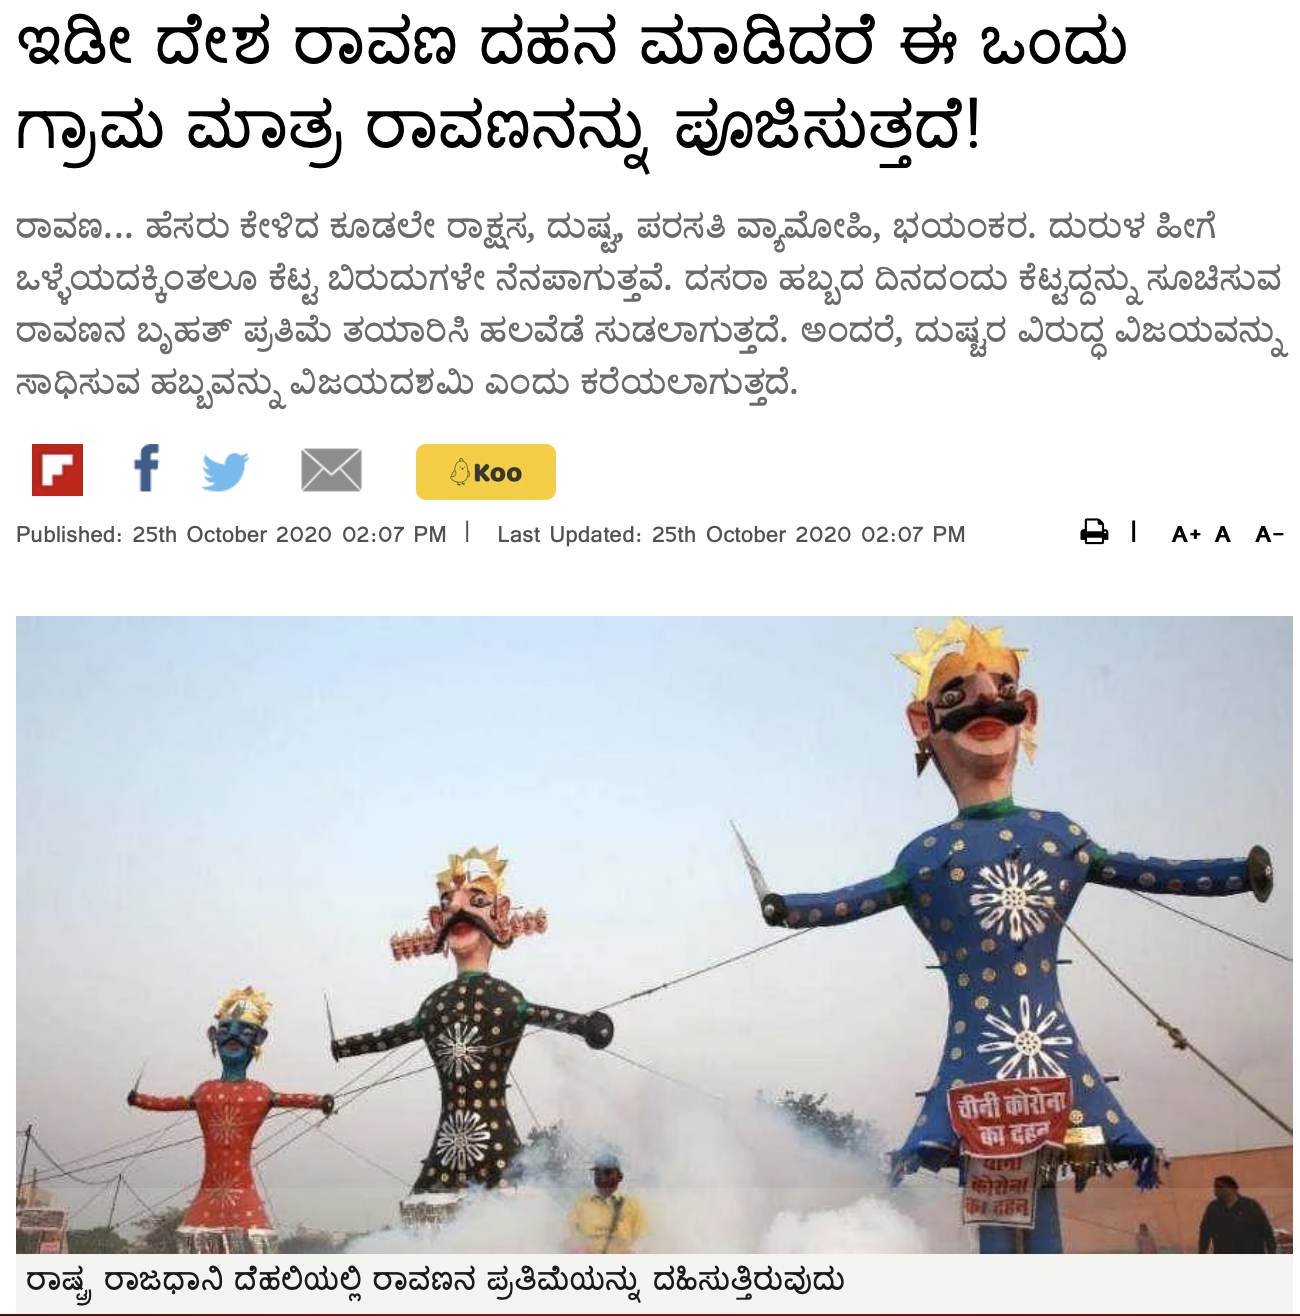 ಇಡೀ ದೇಶ ರಾವಣ ದಹನ ಮಾಡಿದರೆ ಈ ಒಂದು
ಗ್ರಾಮ ಮಾತ್ರ ರಾವಣನನ್ನು ಪೂಜಿಸುತ್ತದೆ!
ರಾವಣ... ಹೆಸರು ಕೇಳಿದ ಕೂಡಲೇ ರಾಕ್ಷಸ, ದುಷ್ಟ, ಪರಸತಿ ವ್ಯಾಮೋಹಿ, ಭಯಂಕರ. ದುರುಳ ಹೀಗೆ
ಒಳ್ಳೆಯದಕ್ಕಿಂತಲೂ ಕೆಟ್ಟ ಬಿರುದುಗಳೇ ನೆನಪಾಗುತ್ತವೆ. ದಸರಾ ಹಬ್ಬದ ದಿನದಂದು ಕೆಟ್ಟದ್ದನ್ನು ಸೂಚಿಸುವ
ರಾವಣನ ಬೃಹತ್ ಪ್ರತಿಮೆ ತಯಾರಿಸಿ ಹಲವೆಡೆ ಸುಡಲಾಗುತ್ತದೆ. ಅಂದರೆ, ದುಷ್ಟರ ವಿರುದ್ಧ ವಿಜಯವನ್ನು
ಸಾಧಿಸುವ ಹಬ್ಬವನ್ನು ವಿಜಯದಶಮಿ ಎಂದು ಕರೆಯಲಾಗುತ್ತದೆ.
Koo
Published: 25th October 2020 02:07 PM | Last Updated: 25th October 2020 02:07 PM | A+ A A-
चीनी कोरोना
का दहन
चीनी
कोरोना
का दहन
ರಾಷ್ಟ್ರ ರಾಜಧಾನಿ ದೆಹಲಿಯಲ್ಲಿ ರಾವಣನ ಪ್ರತಿಮೆಯನ್ನು ದಹಿಸುತ್ತಿರುವುದು